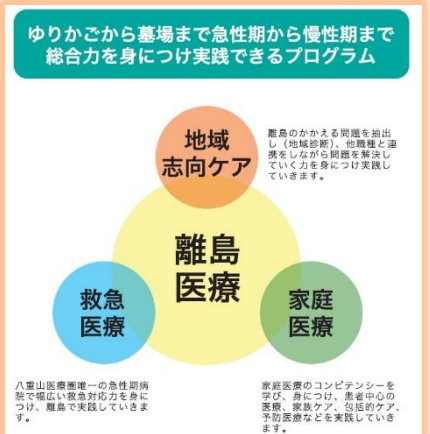 ゆりかごから墓場まで急性期から慢性期まで
総合力を身につけ実践できるプログラム
地域
志向ケア
離島のかかえる問題を抽出
し（地域診断）、他職種と連
携をしながら問題を解決し
ていく力を身につけ実践し
ていきます。
離島
医療
救急
医療
家庭
医療
八重山医療圏唯一の急性期病
院で幅広い救急対応力を身に
つけ、離島で実践していきま
す。
家庭医療のコンピテンシーを
学び、身につけ、患者中心の
医療、家族ケア、包括的ケア、
予防医療などを実践していき
ます。